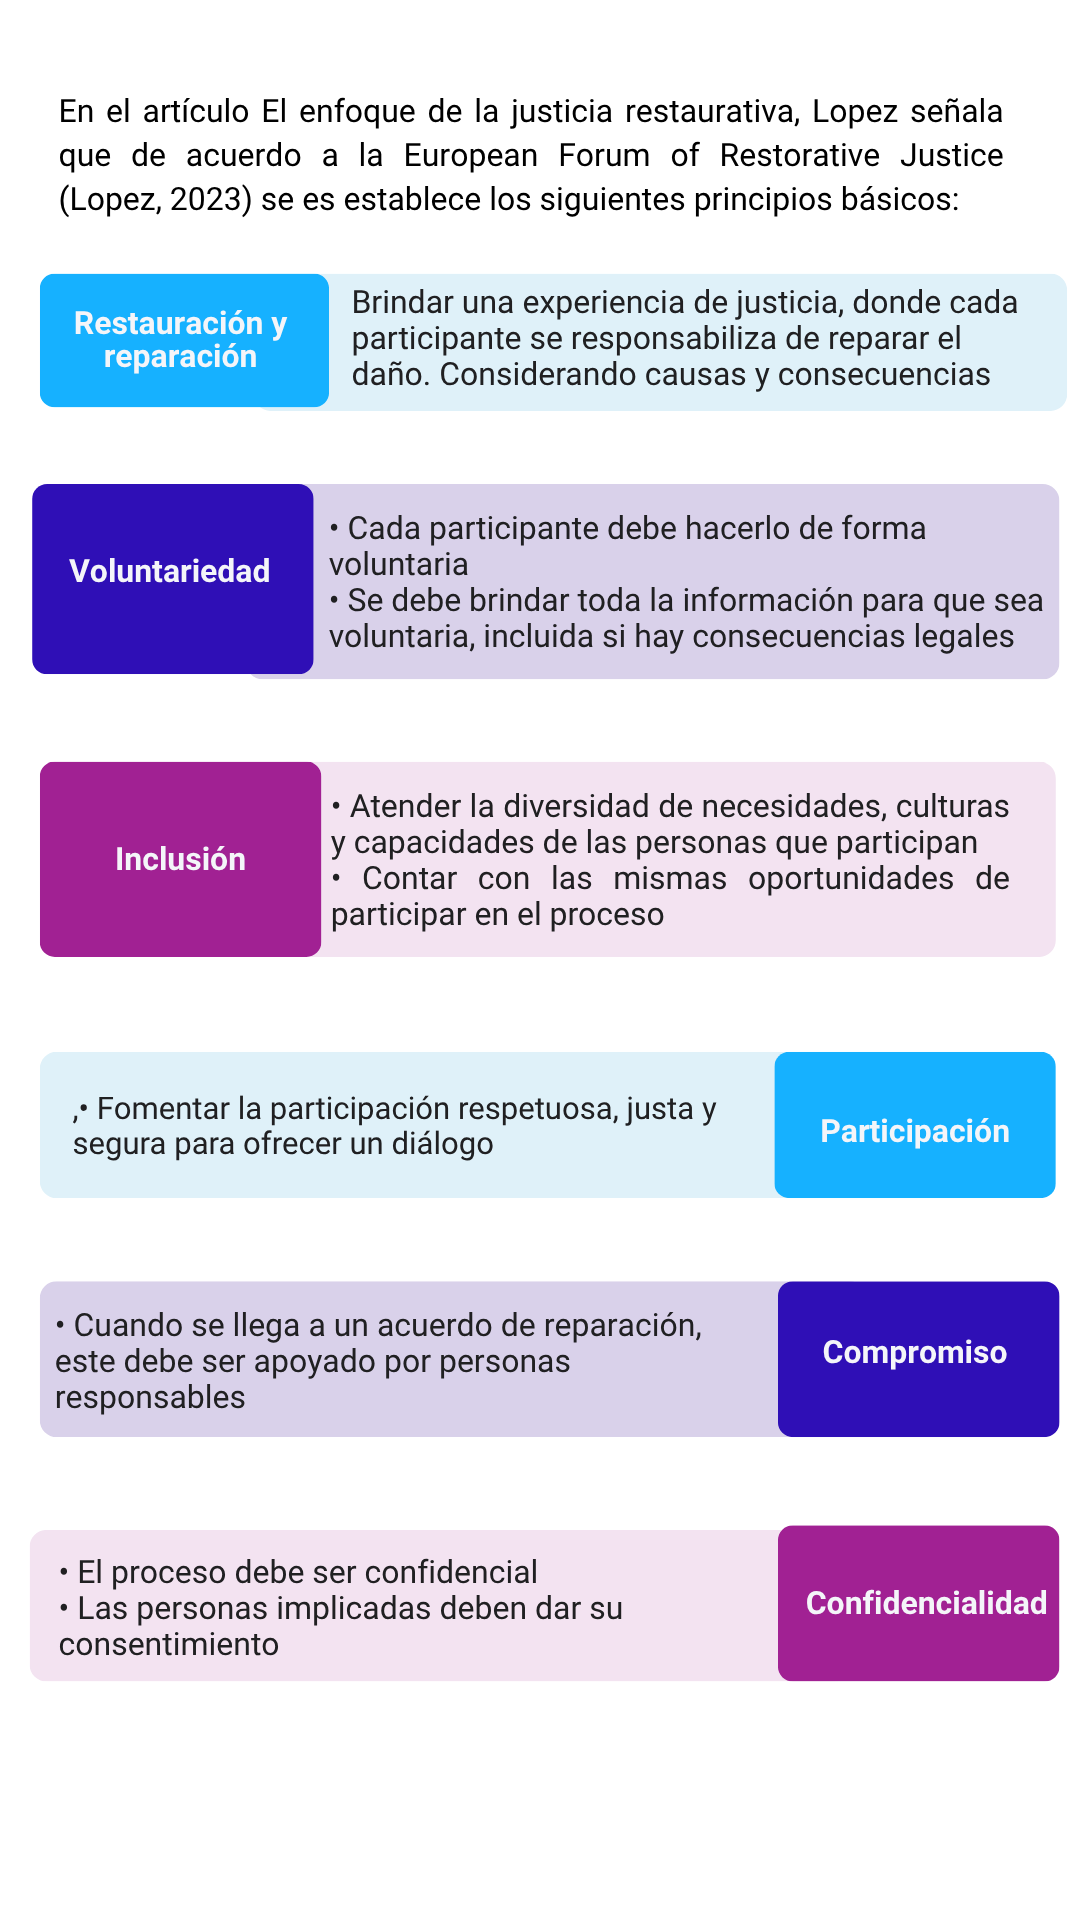 En el artículo El enfoque de la justicia restaurativa, Lopez señala
que de acuerdo a la European Forum of Restorative Justice
(Lopez, 2023) se es establece los siguientes principios básicos:
Restauración y
reparación
Brindar una experiencia de justicia, donde cada
participante se responsabiliza de reparar el
daño. Considerando causas y consecuencias
Voluntariedad
• Cada participante debe hacerlo de forma
voluntaria
• Se debe brindar toda la información para que sea
voluntaria, incluida si hay consecuencias legales
Inclusión
• Atender la diversidad de necesidades, culturas
y capacidades de las personas que participan
• Contar con las mismas oportunidades de
participar en el proceso
,• Fomentar la participación respetuosa, justa y
segura para ofrecer un diálogo
Participación
• Cuando se llega a un acuerdo de reparación,
este debe ser apoyado por personas
responsables
Compromiso
• El proceso debe ser confidencial
• Las personas implicadas deben dar su
consentimiento
Confidencialidad